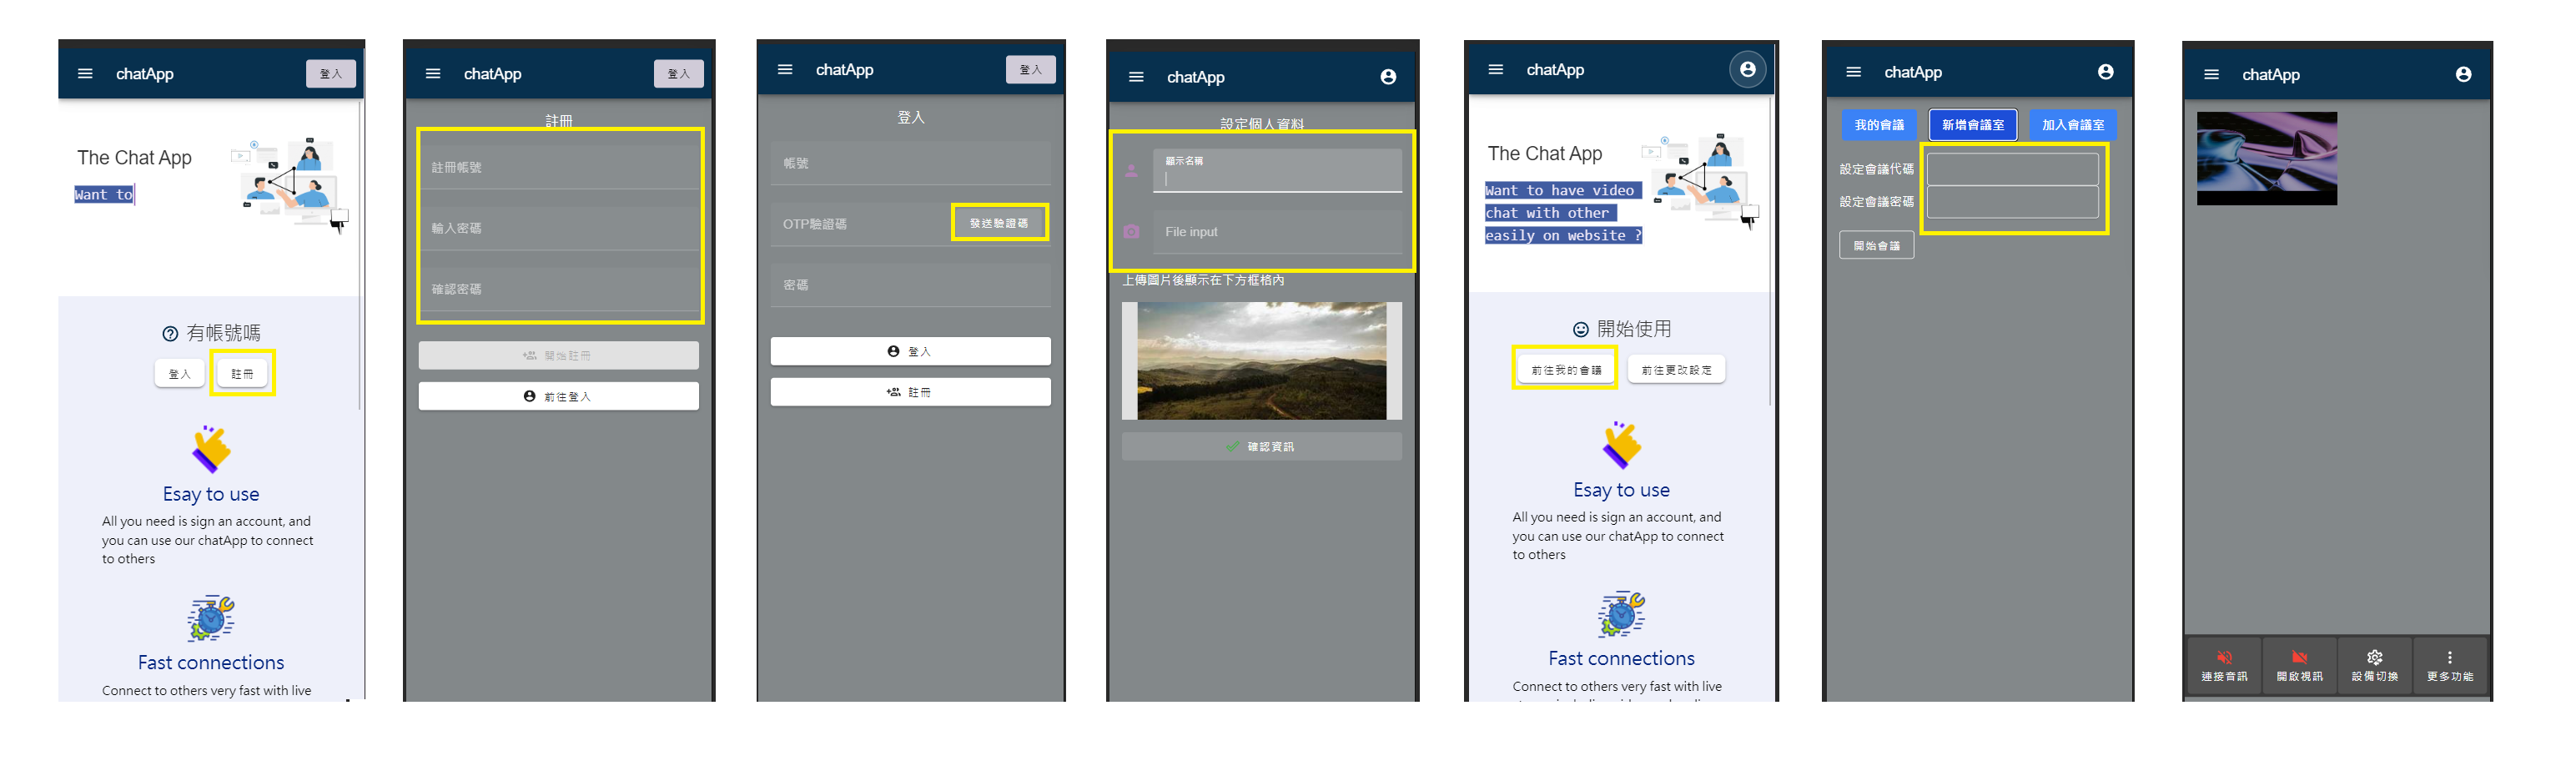 chatApp
登入
The Chat App
Want to
有帳號嗎
登入
註冊
Esay to use
All you need is sign an account, and
you can use our chatApp to connect
to others
Fast connections
Connect to others very fast with live
chatApp
登入
註冊
註冊帳號
輸入密碼
確認密碼
開始註冊
前往登入
chatApp
登入
登入
帳號
OTP驗證碼
發送驗證碼
密碼
登入
註冊
chatApp
設定個人資料
顯示名稱
File input
上傳圖片後顯示在下方框格內
確認資訊
chatApp
The Chat App
Want to have video
chat with other
easily on website ?
開始使用
前往我的會議
前往更改設定
Esay to use
All you need is sign an account, and
you can use our chatApp to connect
to others
Fast connections
Connect to others very fast with live
chatApp
我的會議
新增會議室
加入會議室
設定會議代碼
設定會議密碼
開始會議
chatApp
連接音訊
開啟視訊
設備切換
更多功能